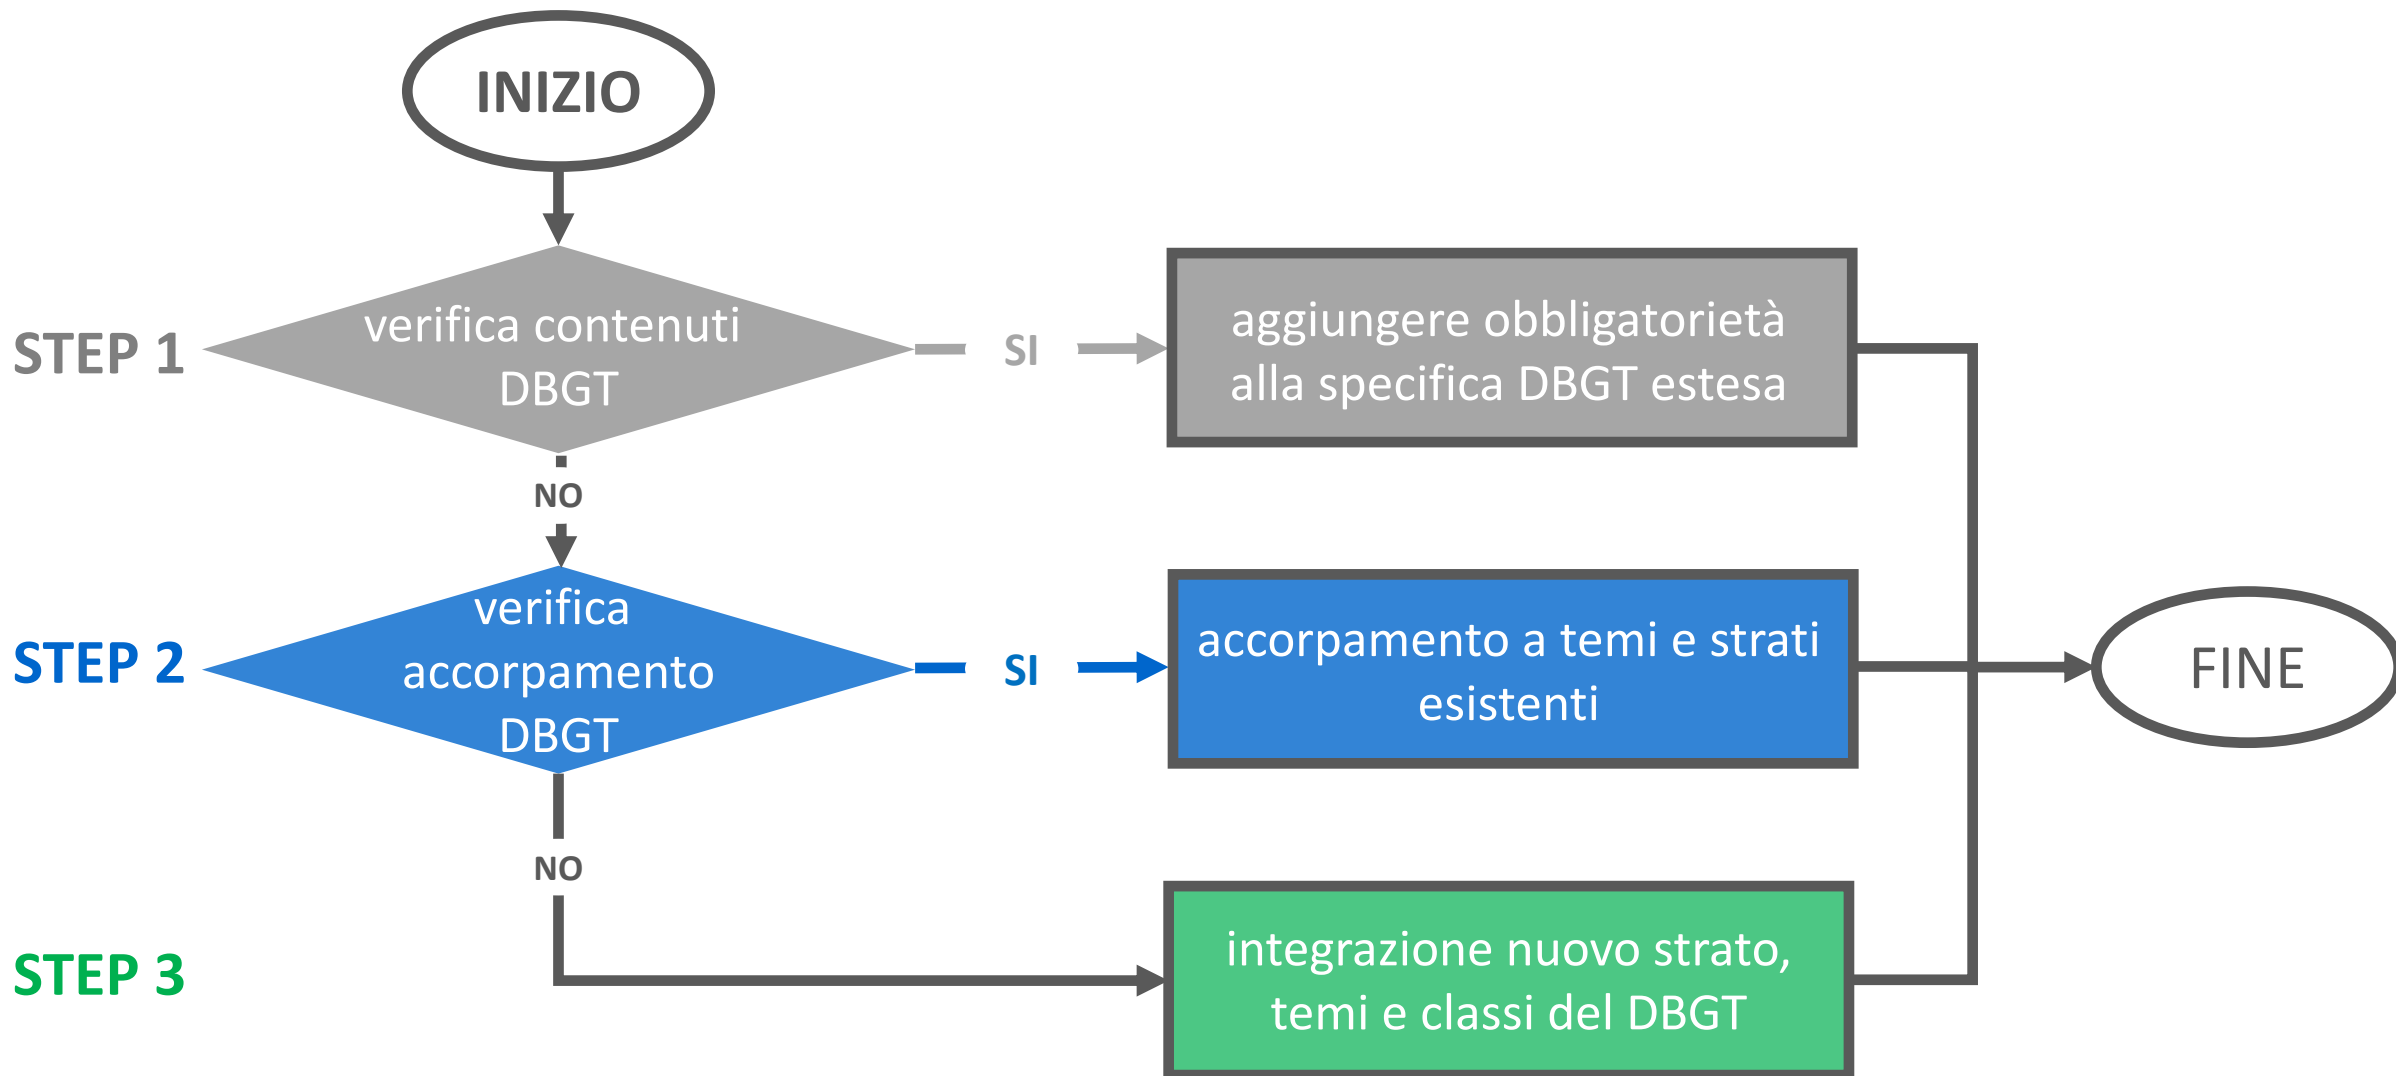 INIZIO
STEP 1
verifica contenuti
DBGT
SI
aggiungere obbligatorietà
alla specifica DBGT estesa
NO
STEP 2
verifica
accorpamento
DBGT
SI
accorpamento a temi e strati
esistenti
FINE
NO
STEP 3
integrazione nuovo strato,
temi e classi del DBGT